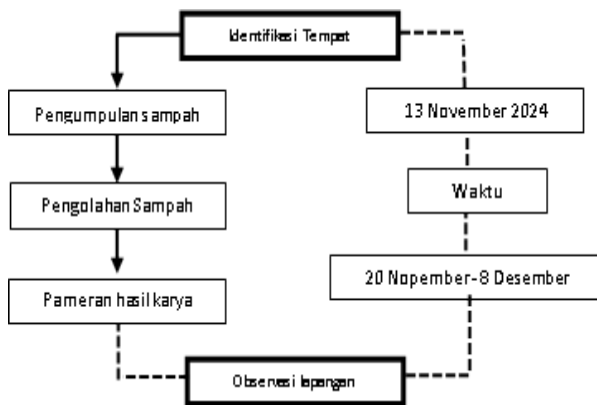 Identifikasi Tempat
Pengumpulan sampah
13 November 2024
Pengolahan Sampah
Waktu
Pameran hasil karya
20 Nopember-8 Desember
Observasi lapangan